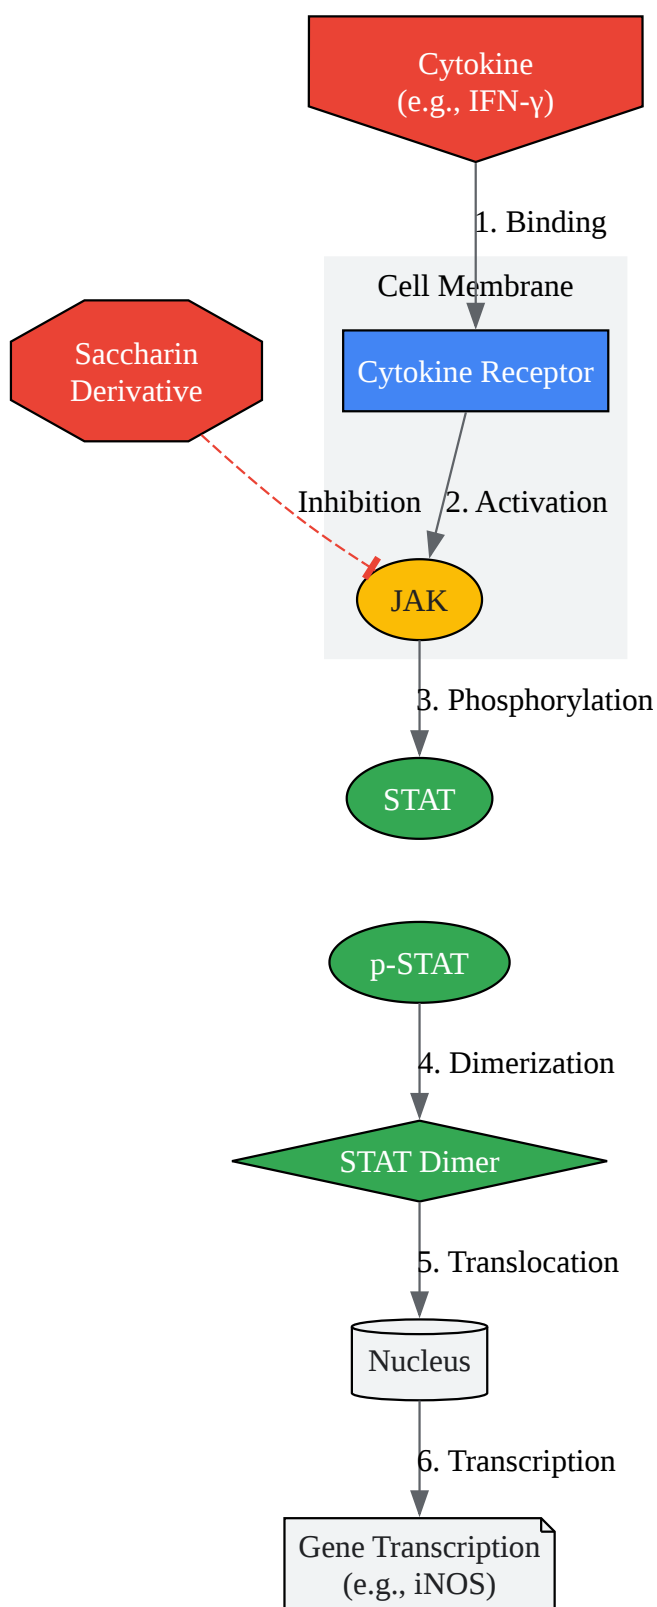 Cytokine
(e.g., IFN-γ)
1. Binding
Cell Membrane
Saccharin
Derivative
Cytokine Receptor
Inhibition
2. Activation
JAK
3. Phosphorylation
STAT
p-STAT
4. Dimerization
STAT Dimer
5. Translocation
Nucleus
6. Transcription
Gene Transcription
(e.g., iNOS)